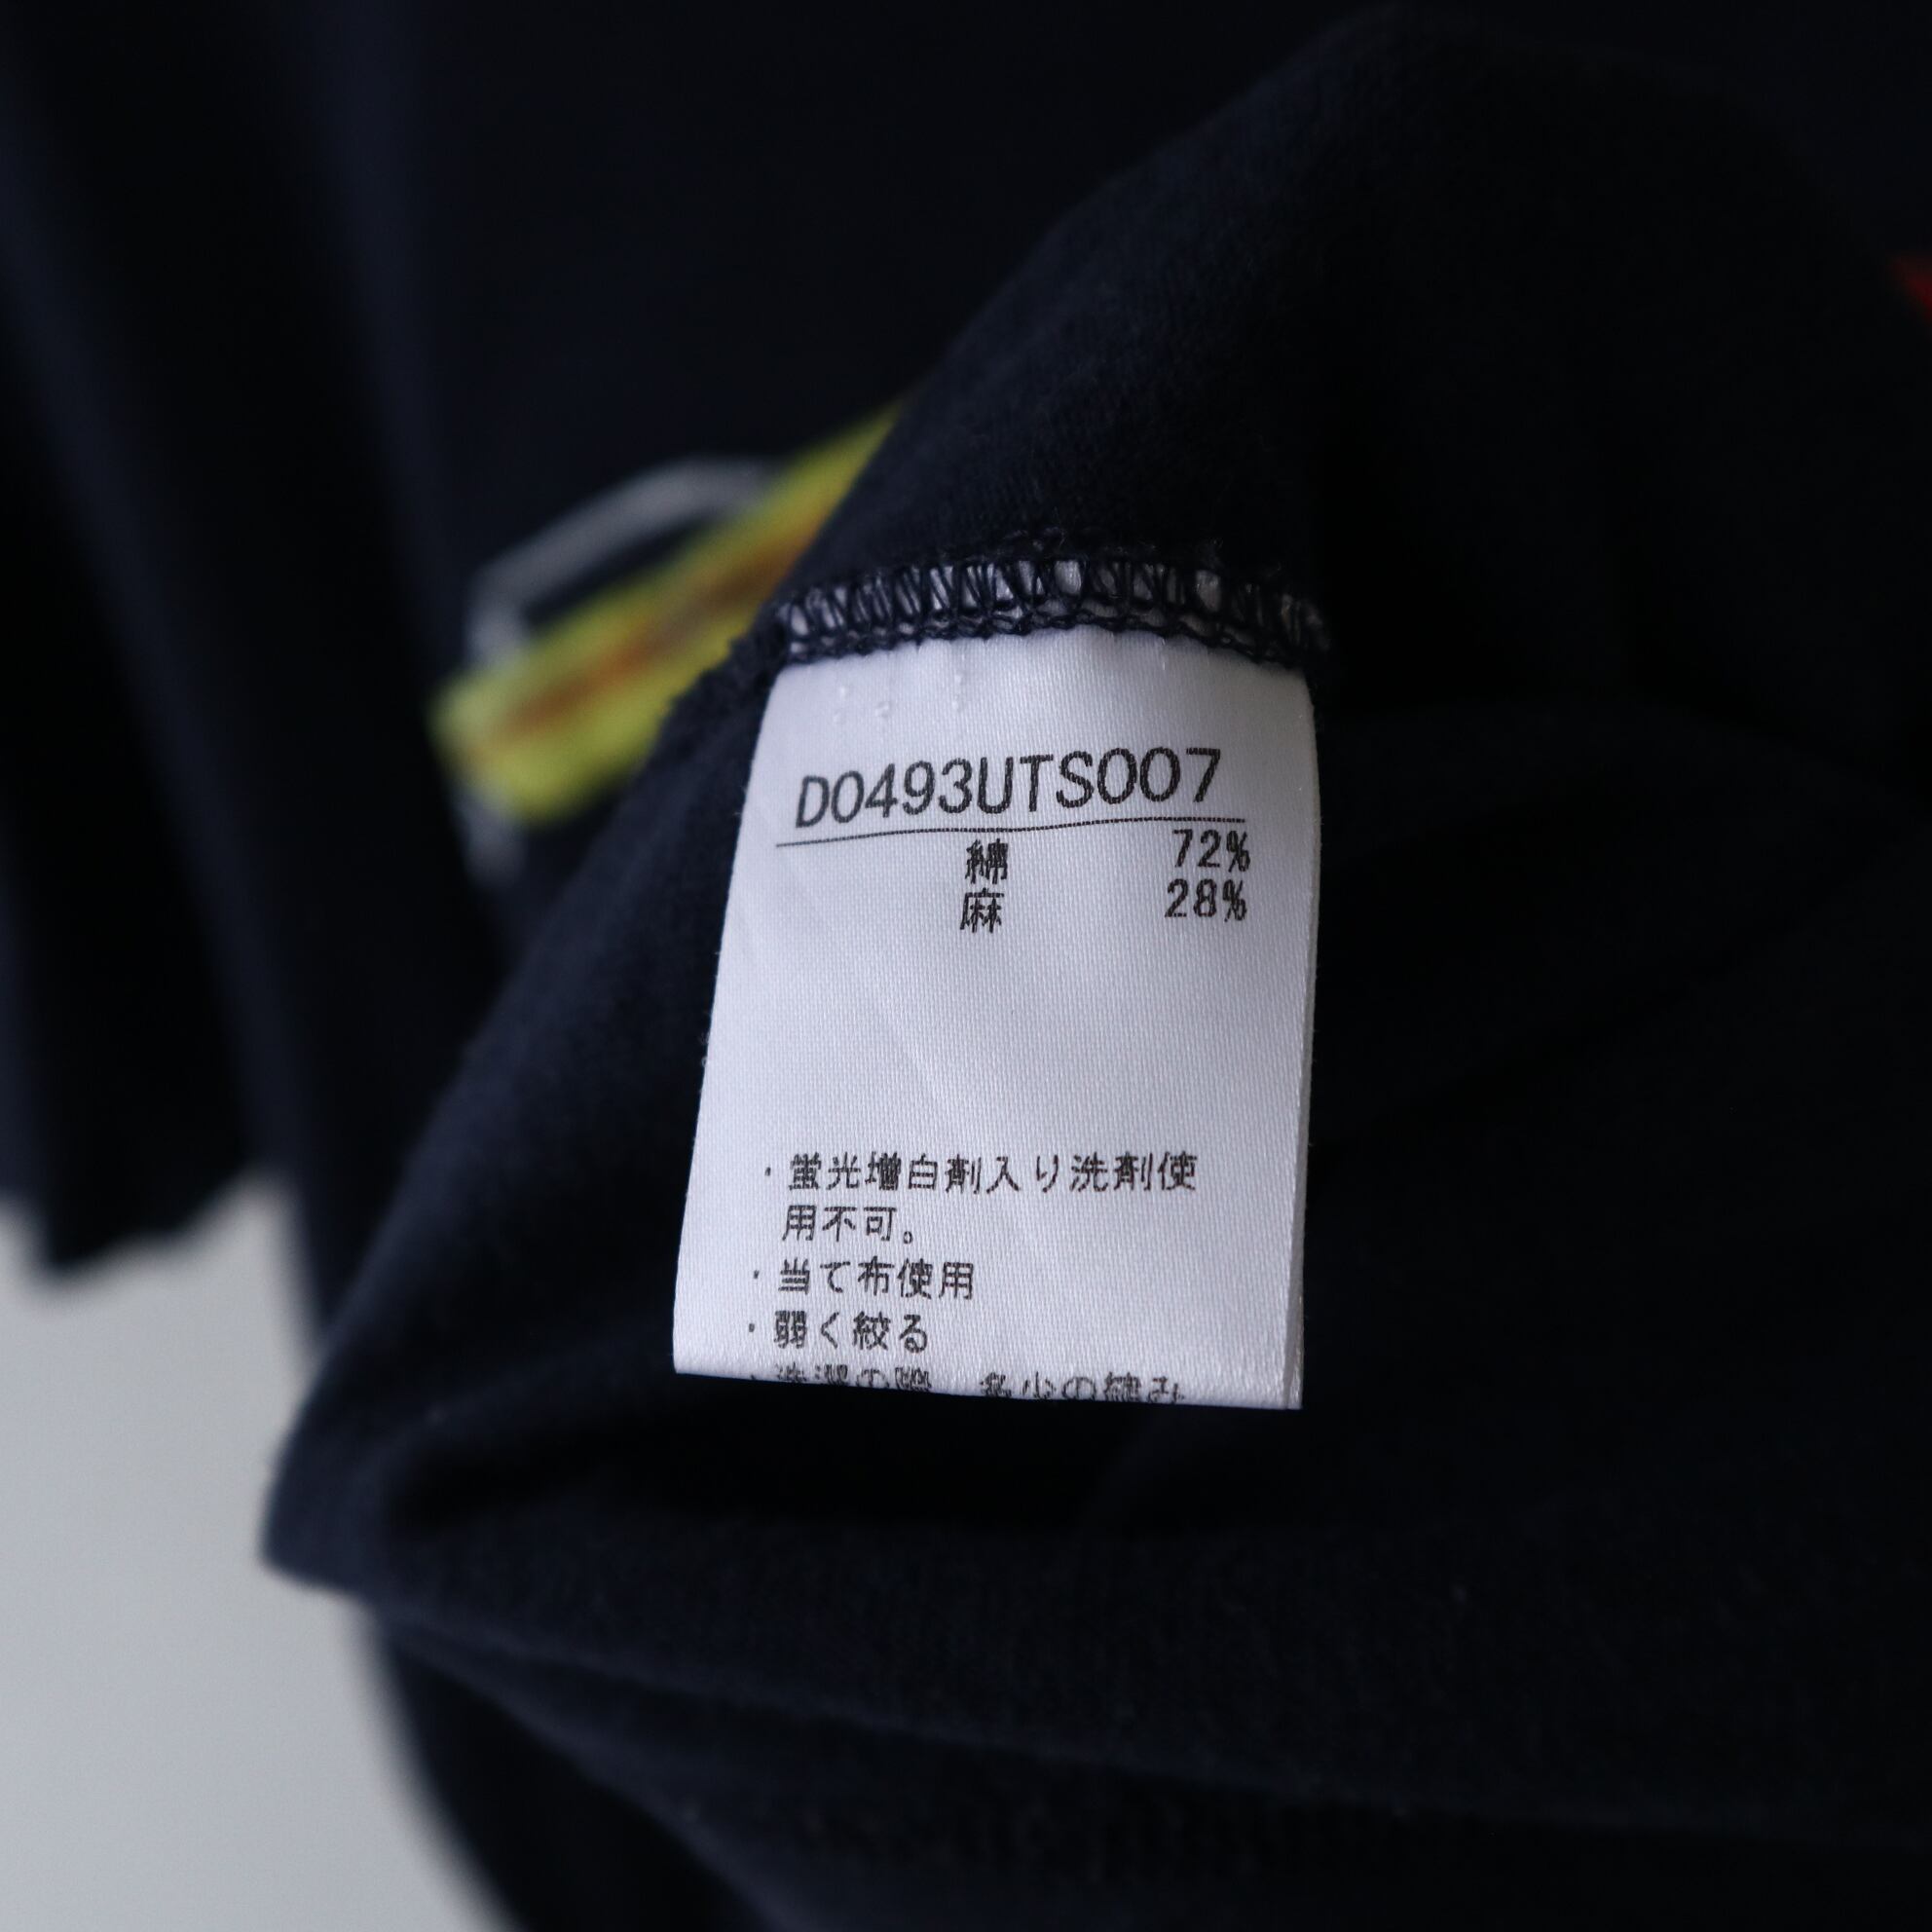 D0493UTS007
綿 72%
麻 28%
・蛍光増白剤入り洗剤使
用不可。
・当て布使用
・弱く絞る